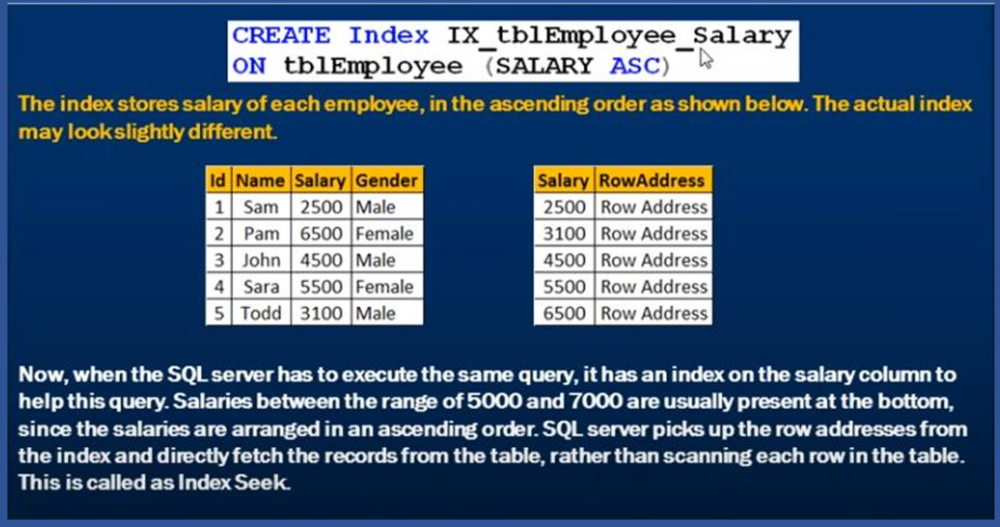 CREATE Index IX_tblEmployee_Salary
ON tblEmployee (SALARY ASC)
The index stores salary of each employee, in the ascending order as shown below. The actual index
may look slightly different.
Id Name Salary Gender
1 Sam 2500 Male
2 Pam 6500 Female
3 John 4500 Male
4 Sara 5500 Female
5 Todd 3100 Male
Salary RowAddress
2500 Row Address
3100 Row Address
4500 Row Address
5500 Row Address
6500 Row Address
Now, when the SQL server has to execute the same query, it has an index on the salary column to
help this query. Salaries between the range of 5000 and 7000 are usually present at the bottom,
since the salaries are arranged in an ascending order. SQL server picks up the row addresses from
the index and directly fetch the records from the table, rather than scanning each row in the table.
This is called as Index Seek.